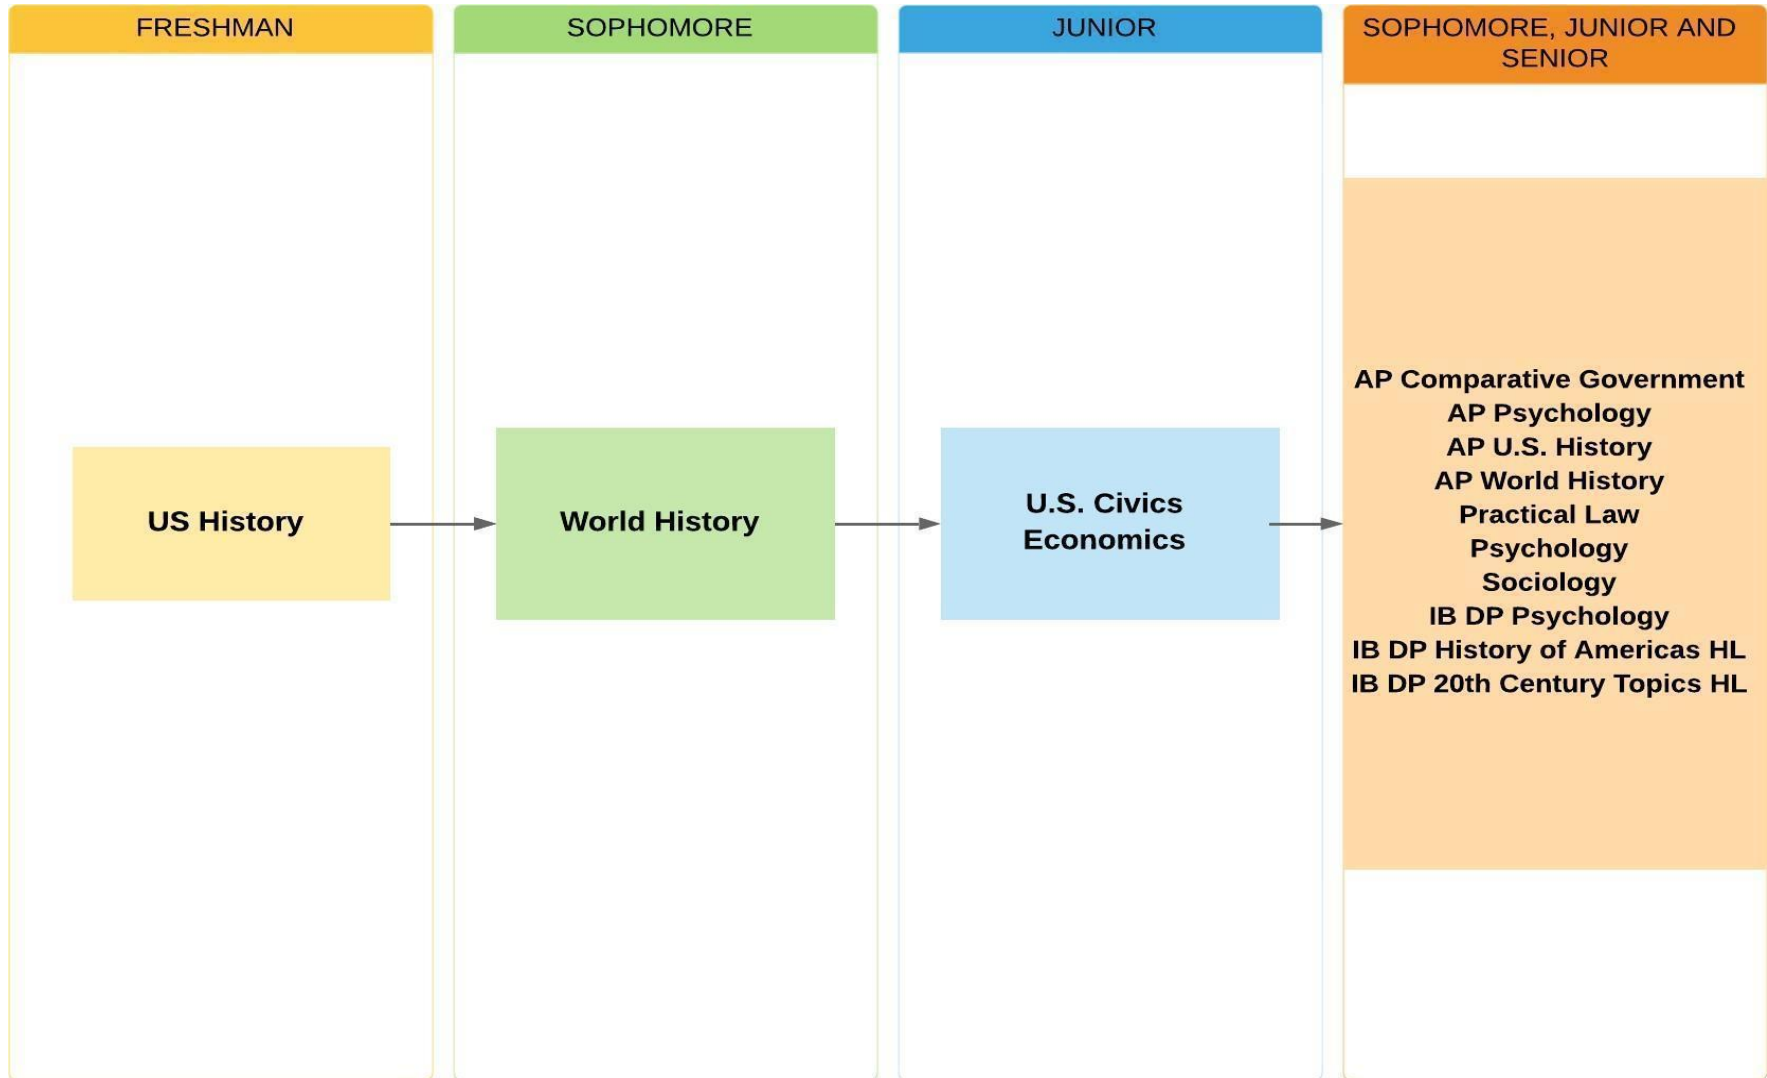 FRESHMAN
SOPHOMORE
JUNIOR
SOPHOMORE, JUNIOR AND
SENIOR
US History
World History
U.S. Civics
Economics
AP Comparative Government
AP Psychology
AP U.S. History
AP World History
Practical Law
Psychology
Sociology
IB DP Psychology
IB DP History of Americas HL
IB DP 20th Century Topics HL